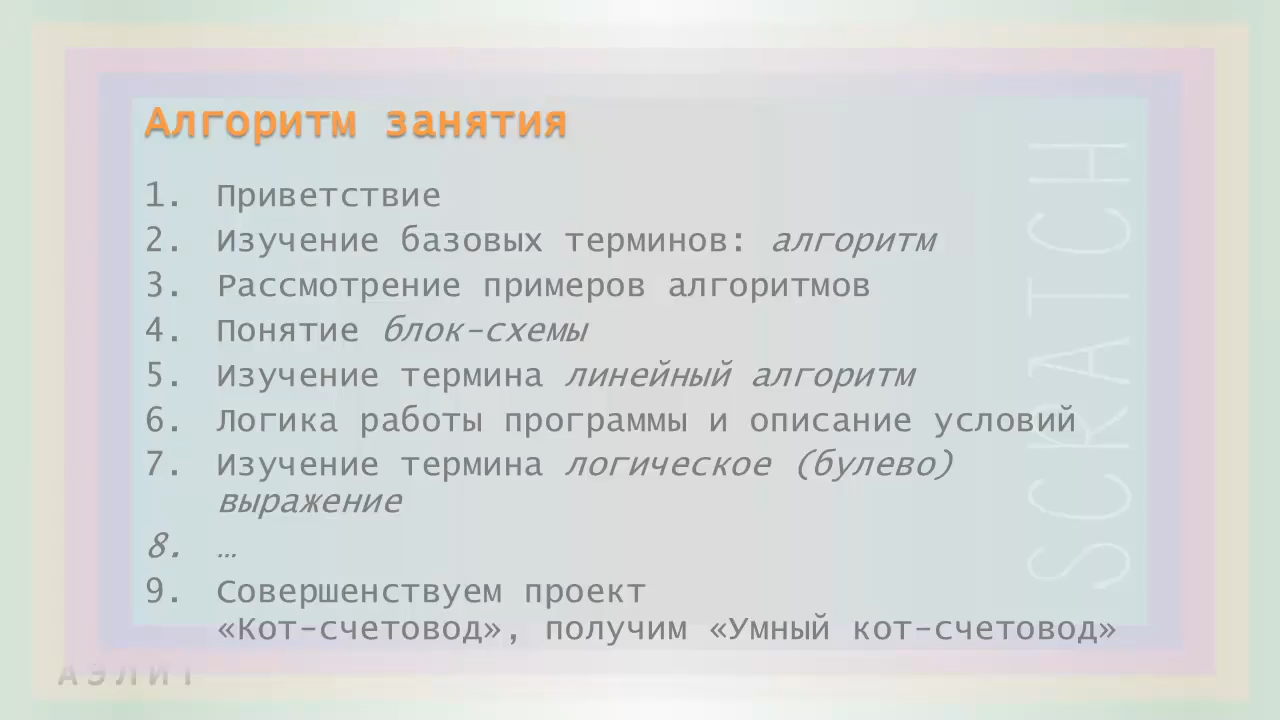 Алгоритм занятия
1. Приветствие
2. Изучение базовых терминов: алгоритм
3. Рассмотрение примеров алгоритмов
4. Понятие блок-схемы
5. Изучение термина линейный алгоритм
6. Логика работы программы и описание условий
7. Изучение термина логическое (булево)
выражение
8. …
9. Совершенствуем проект
«Кот-счетовод», получим «Умный кот-счетовод»
SCKRATCH
АЭЛИТ